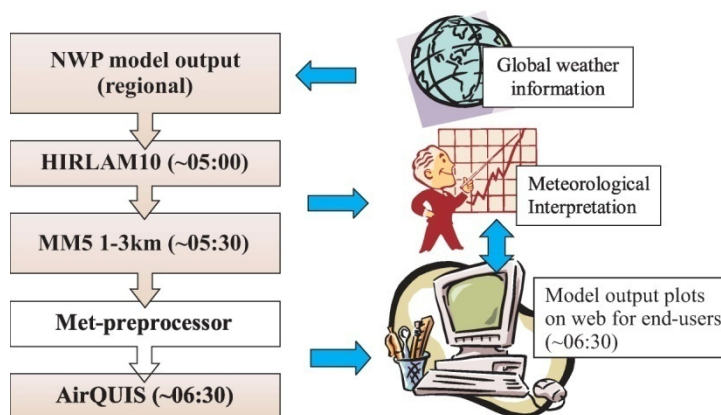 NWP model output
(regional)
HIRLAM10 (~05:00)
MM5 1-3km (~05:30)
Met-preprocessor
AirQUIS (~06:30)
Global weather
information
Meteorological
Interpretation
Model output plots
on web for end-users
(~06:30)